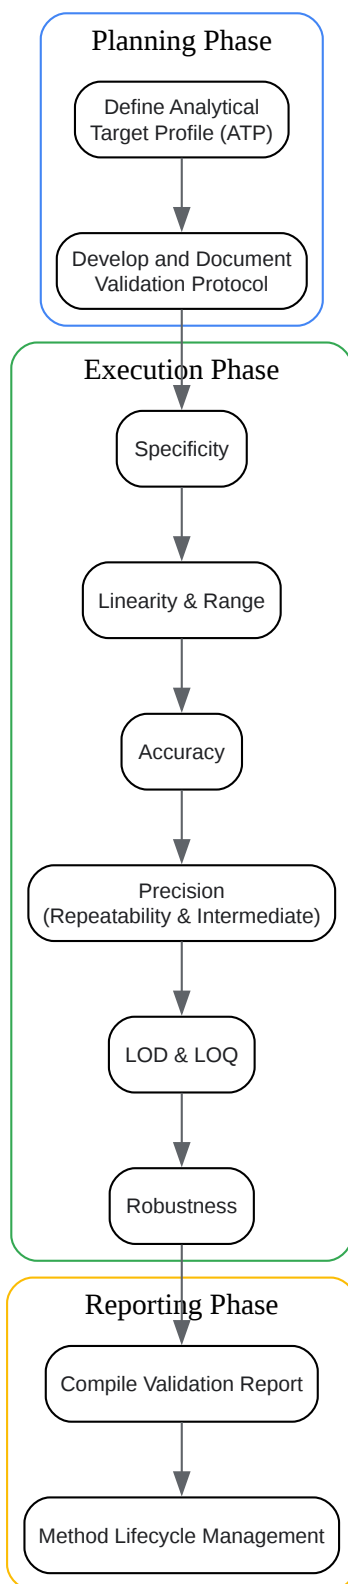 Planning Phase
Define Analytical
Target Profile (ATP)
Develop and Document
Validation Protocol
Execution Phase
Specificity
Linearity & Range
Accuracy
Precision
(Repeatability & Intermediate)
LOD & LOQ
Robustness
Reporting Phase
Compile Validation Report
Method Lifecycle Management